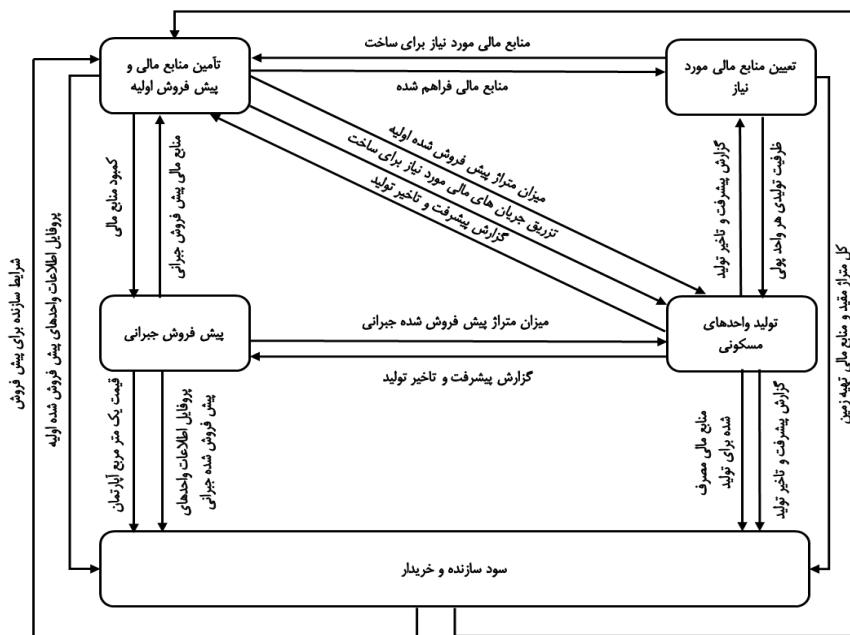 منابع مالی مورد نیاز برای ساخت
تعیین منابع مالی مورد
نیاز
تأمین منابع مالی و
پیش فروش اولیه
منابع مالی فراهم شده
میزان متراژ پیش فروش شده اولیه
تزریق جریان های مالی مورد نیاز برای ساخت
گزارش پیشرفت و تاخیر تولید
گزارش پیشرفت و تاخیر تولید
ظرفیت تولیدی هر واحد پولی
کل متراژ مفید و منابع مالی تهیه زمین
کمبود منابع مالی
منابع مالی پیش فروش جبرانی
پروفایل اطلاعات واحدهای پیش فروش شده اولیه
شرایط سازنده برای پیش فروش
تولید واحدهای
مسکونی
پیش فروش جبرانی
میزان متراژ پیش فروش شده جبرانی
گزارش پیشرفت و تاخیر تولید
منابع مالی مصرف
شده برای تولید
گزارش پیشرفت و تاخیر تولید
قیمت یک متر مربع آپارتمان
پروفایل اطلاعات واحدهای
پیش فروش شده جبرانی
سود سازنده و خریدار